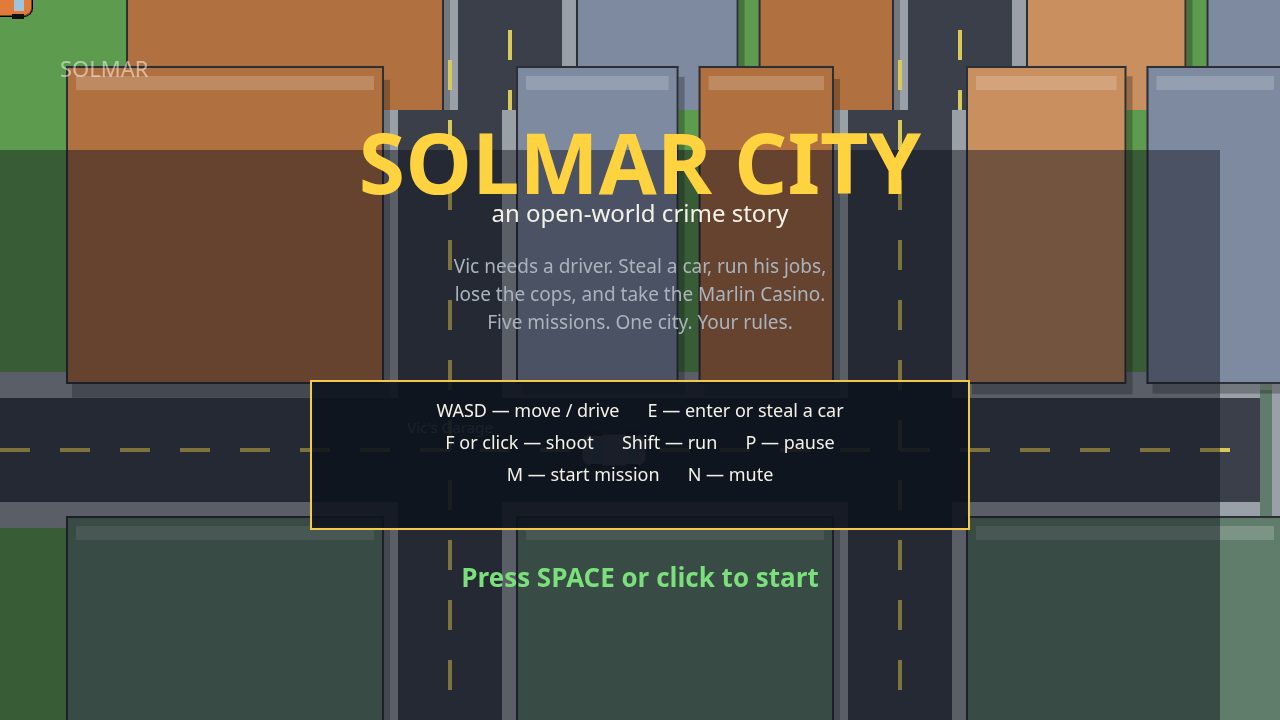 SOLMAR
SOLMAR CITY
an open-world crime story
Vic needs a driver. Steal a car, run his jobs,
lose the cops, and take the Marlin Casino.
Five missions. One city. Your rules.
WASD — move / drive E — enter or steal a car
Vic's Garage
F or click — shoot Shift — run P — pause
M — start mission N — mute
Press SPACE or click to start